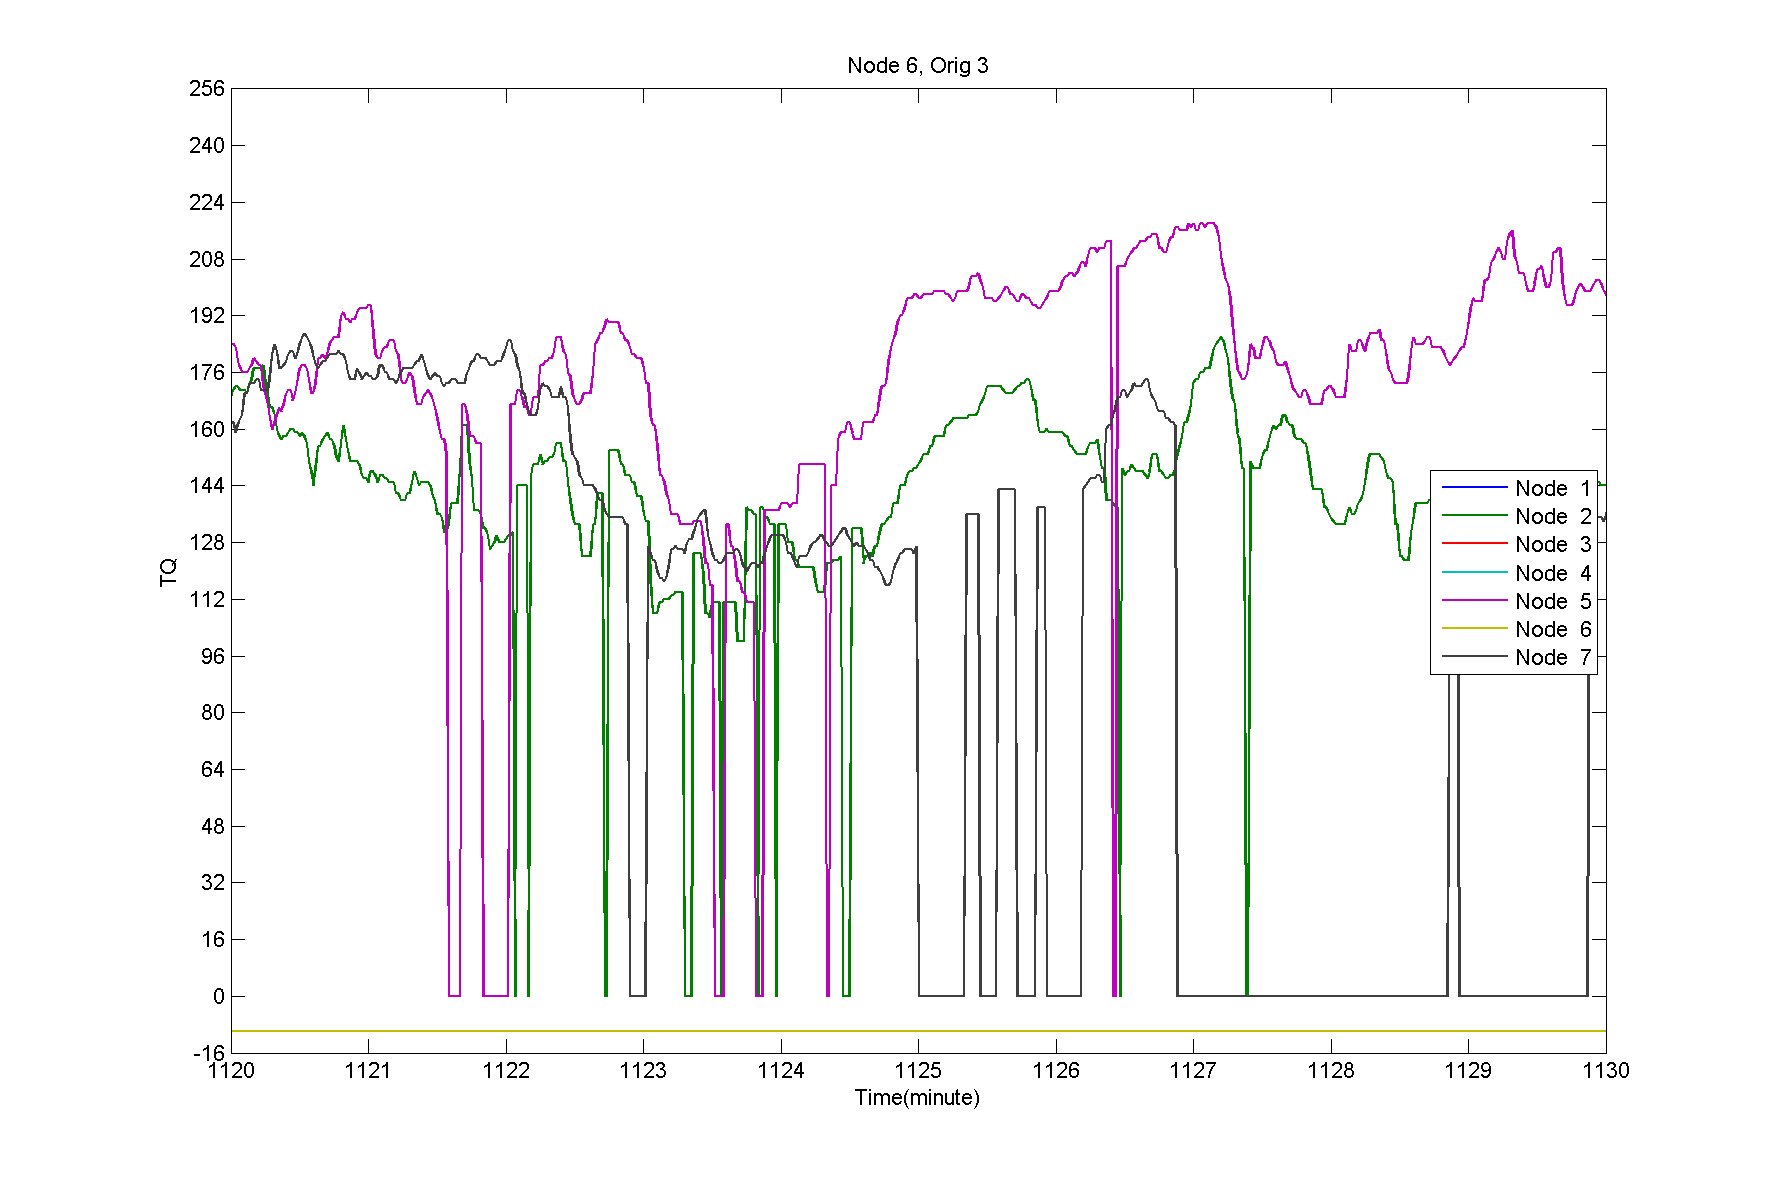 Node 6, Orig 3
256
240
224
208
192
176
160
144
128
112
96
80
64
48
32
16
0
-16
TQ
Node 1
Node 2
Node 3
Node 4
Node 5
Node 6
Node 7
1120 1121 1122 1123 1124 1125 1126 1127 1128 1129 1130
Time(minute)